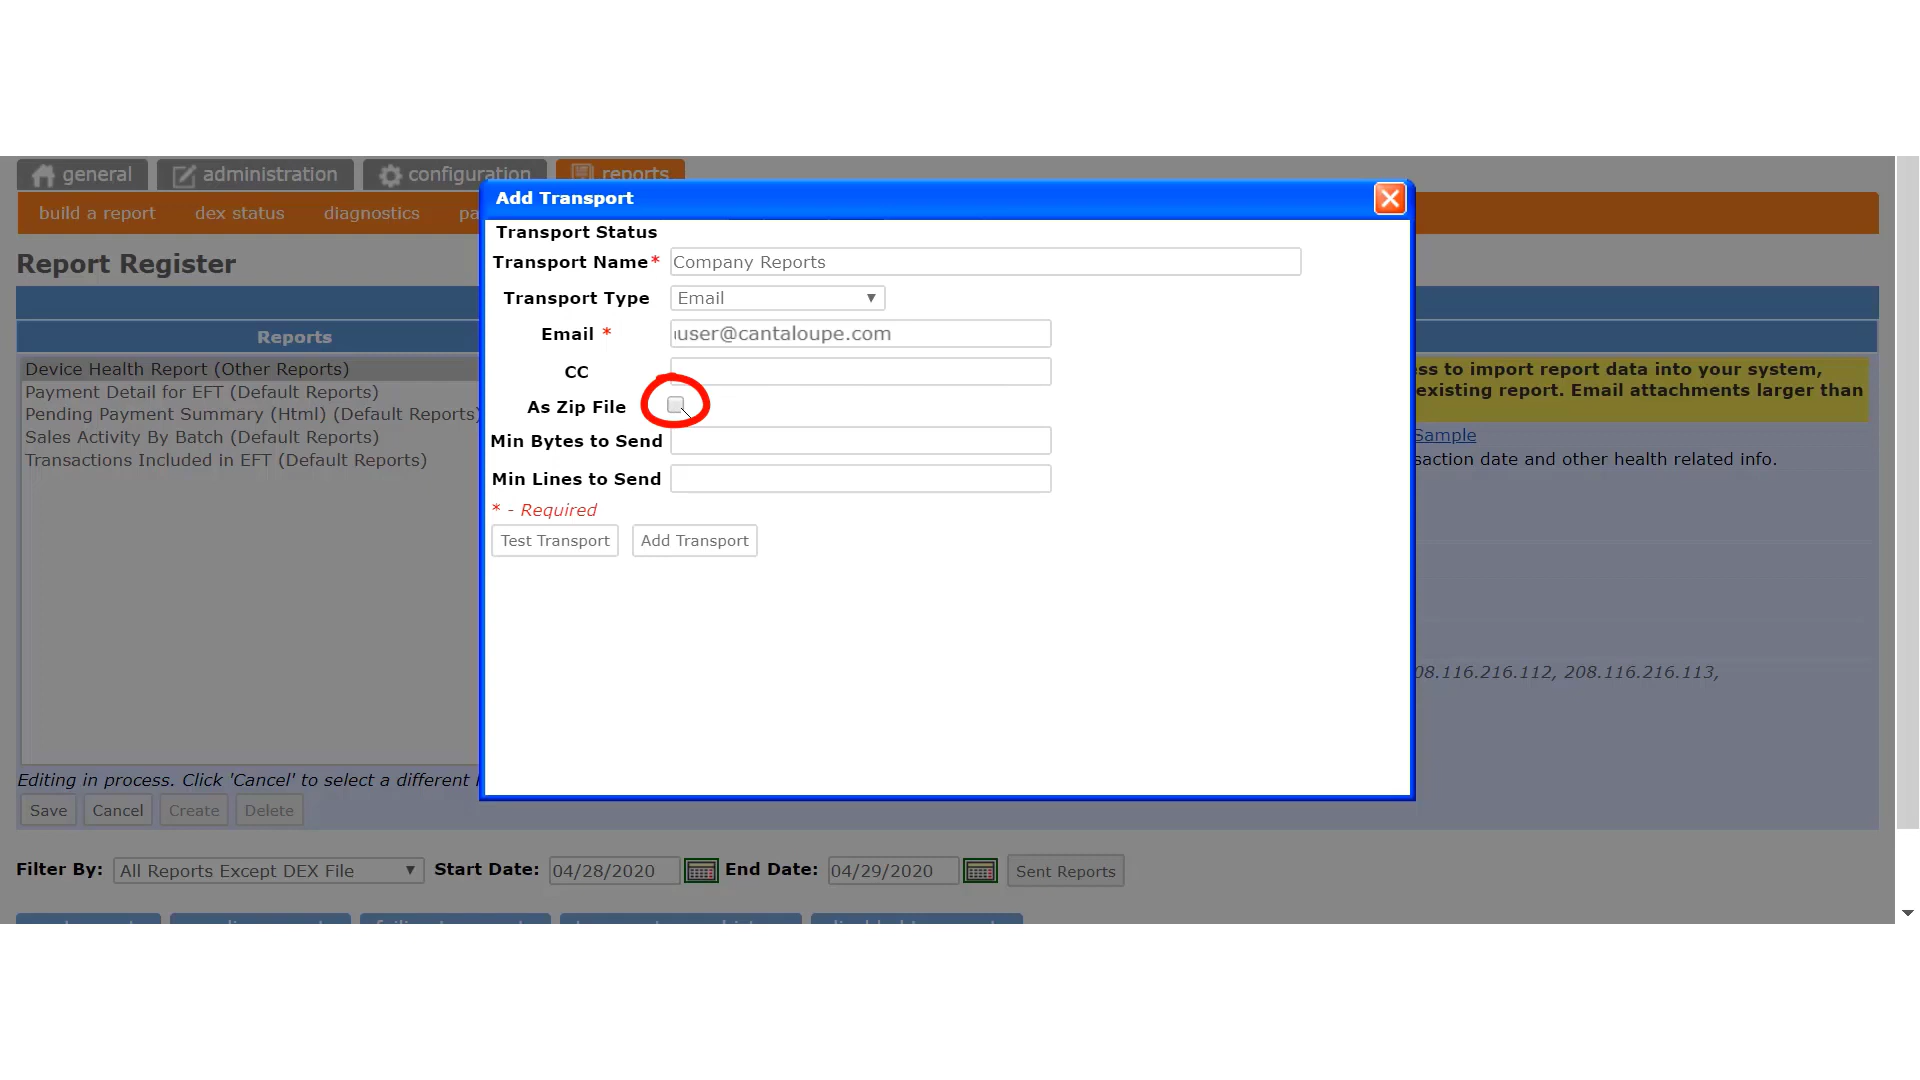 general
administration
configuration
reports
build a report
dex status
diagnostics
Report Register
Reports
Device Health Report (Other Reports)
Payment Detail for EFT (Default Reports)
Pending Payment Summary (Html) (Default Reports)
Sales Activity By Batch (Default Reports)
Transactions Included in EFT (Default Reports)
Editing in process. Click 'Cancel' to select a different
Save
Cancel
Create
Delete
Add Transport
Transport Status
Transport Name* Company Reports
Transport Type Email
Email * user@cantaloupe.com
CC
As Zip File
Min Bytes to Send
Min Lines to Send
* - Required
Test Transport
Add Transport
to import report data into your system,
existing report. Email attachments larger than
Sample
date and other health related info.
08.116.216.112, 208.116.216.113,
Filter By: All Reports Except DEX File Start Date: 04/28/2020 End Date: 04/29/2020 Sent Reports